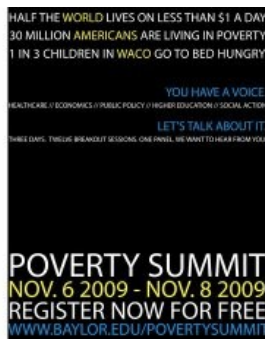 HALF THE WORLD LIVES ON LESS THAN $1 A DAY
30 MILLION AMERICANS ARE LIVING IN POVERTY
1 IN 3 CHILDREN IN WACO GO TO BED HUNGRY
YOU HAVE A VOICE.
HEALTHCARE // ECONOMICS // PUBLIC POLICY // HIGHER EDUCATION // SOCIAL ACTION
LET'S TALK ABOUT IT.
THREE DAYS. TWELVE BREAKOUT SESSIONS. ONE PANEL. WE WANT TO HEAR FROM YOU.
POVERTY SUMMIT
NOV. 6 2009 - NOV. 8 2009
REGISTER NOW FOR FREE
WWW.BAYLOR.EDU/POVERTYSUMMIT